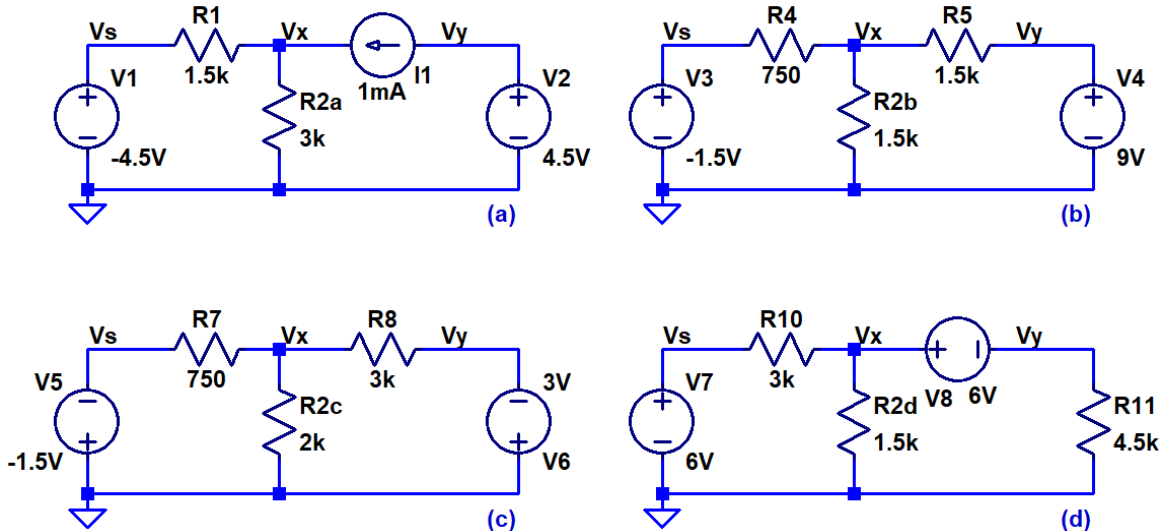 R1
Vs Vx Vy
V1 1.5k 1mA I1 V2
R2a
3k
-4.5V 4.5V
(a)
R4 R5
Vs Vx Vy
V3 750 1.5k V4
R2b
1.5k
-1.5V 9V
(b)
R7 R8
Vs Vx Vy
V5 750 3k 3V
R2c
2k
-1.5V V6
(c)
R10
Vs Vx Vy
V7 3k V8 6V
R2d R11
1.5k 4.5k
6V
(d)